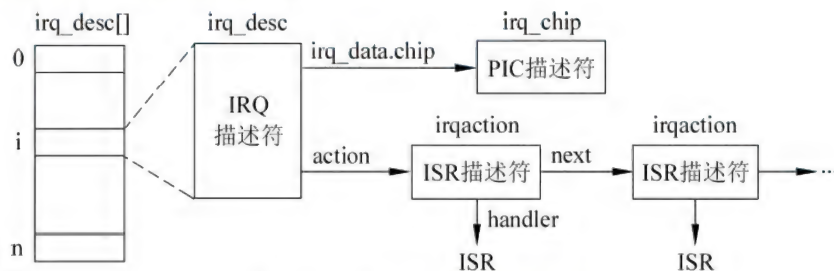 irq_desc[]
irq_desc
irq_chip
0
irq_data.chip
PIC描述符
IRQ
描述符
irqaction
irqaction
i
action
ISR描述符
next
ISR描述符
...
handler
n
ISR
ISR